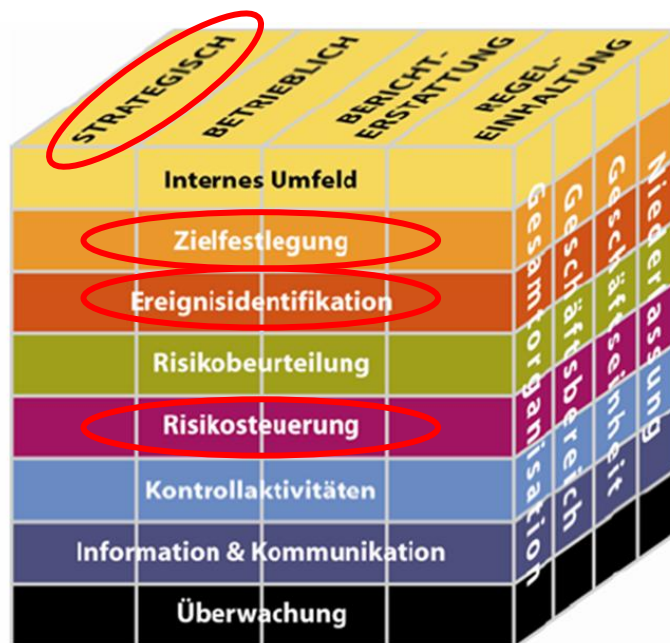 STRATEGISCH
BETRIEBLICH
BERICHT-
ERSTATTUNG
REGEL-
EINHALTUNG
Internes Umfeld
Zielfestlegung
Ereignisidentifikation
Risikobeurteilung
Risikosteuerung
Kontrollaktivitäten
Information & Kommunikation
Überwachung
Gesamtorganisation
Geschäftsbereich
Geschäftseinheit
Niederlassung